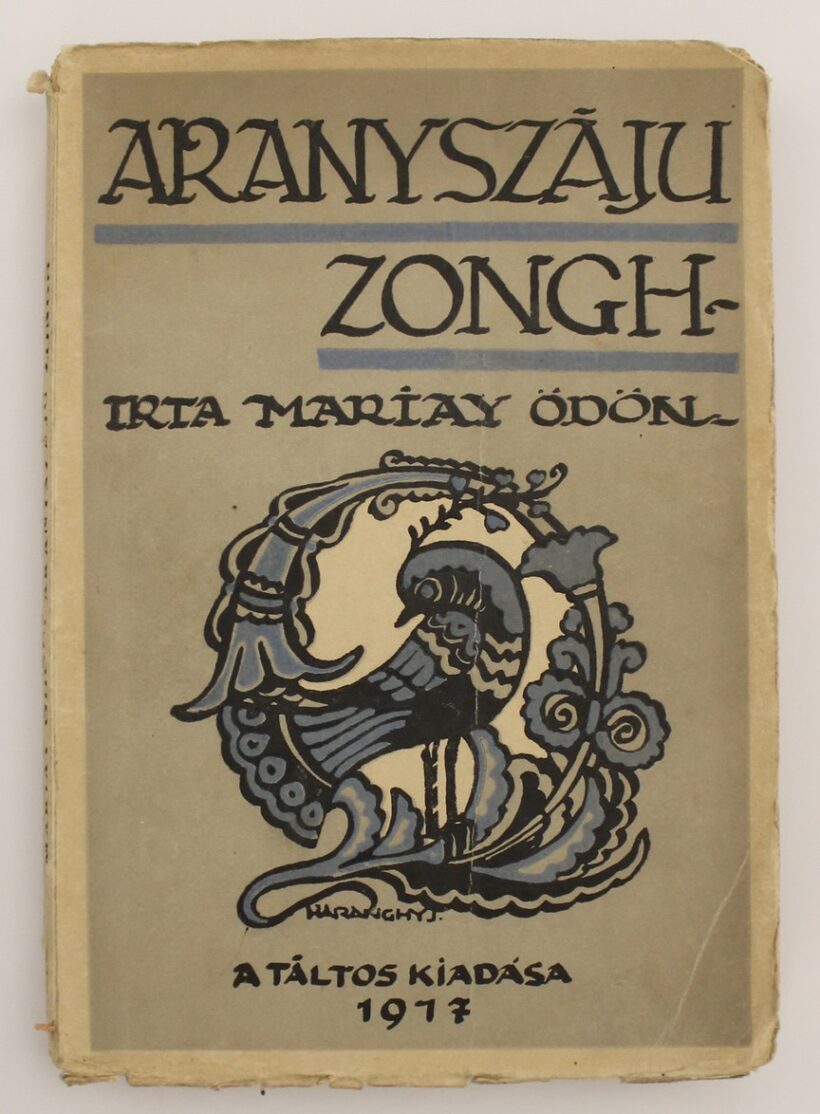 ARANYSZÁJU
ZONGH-
IRTA MARIAY ÖDÖN-
HARANGHY J.
A TÁLTOS KIADÁSA
1917